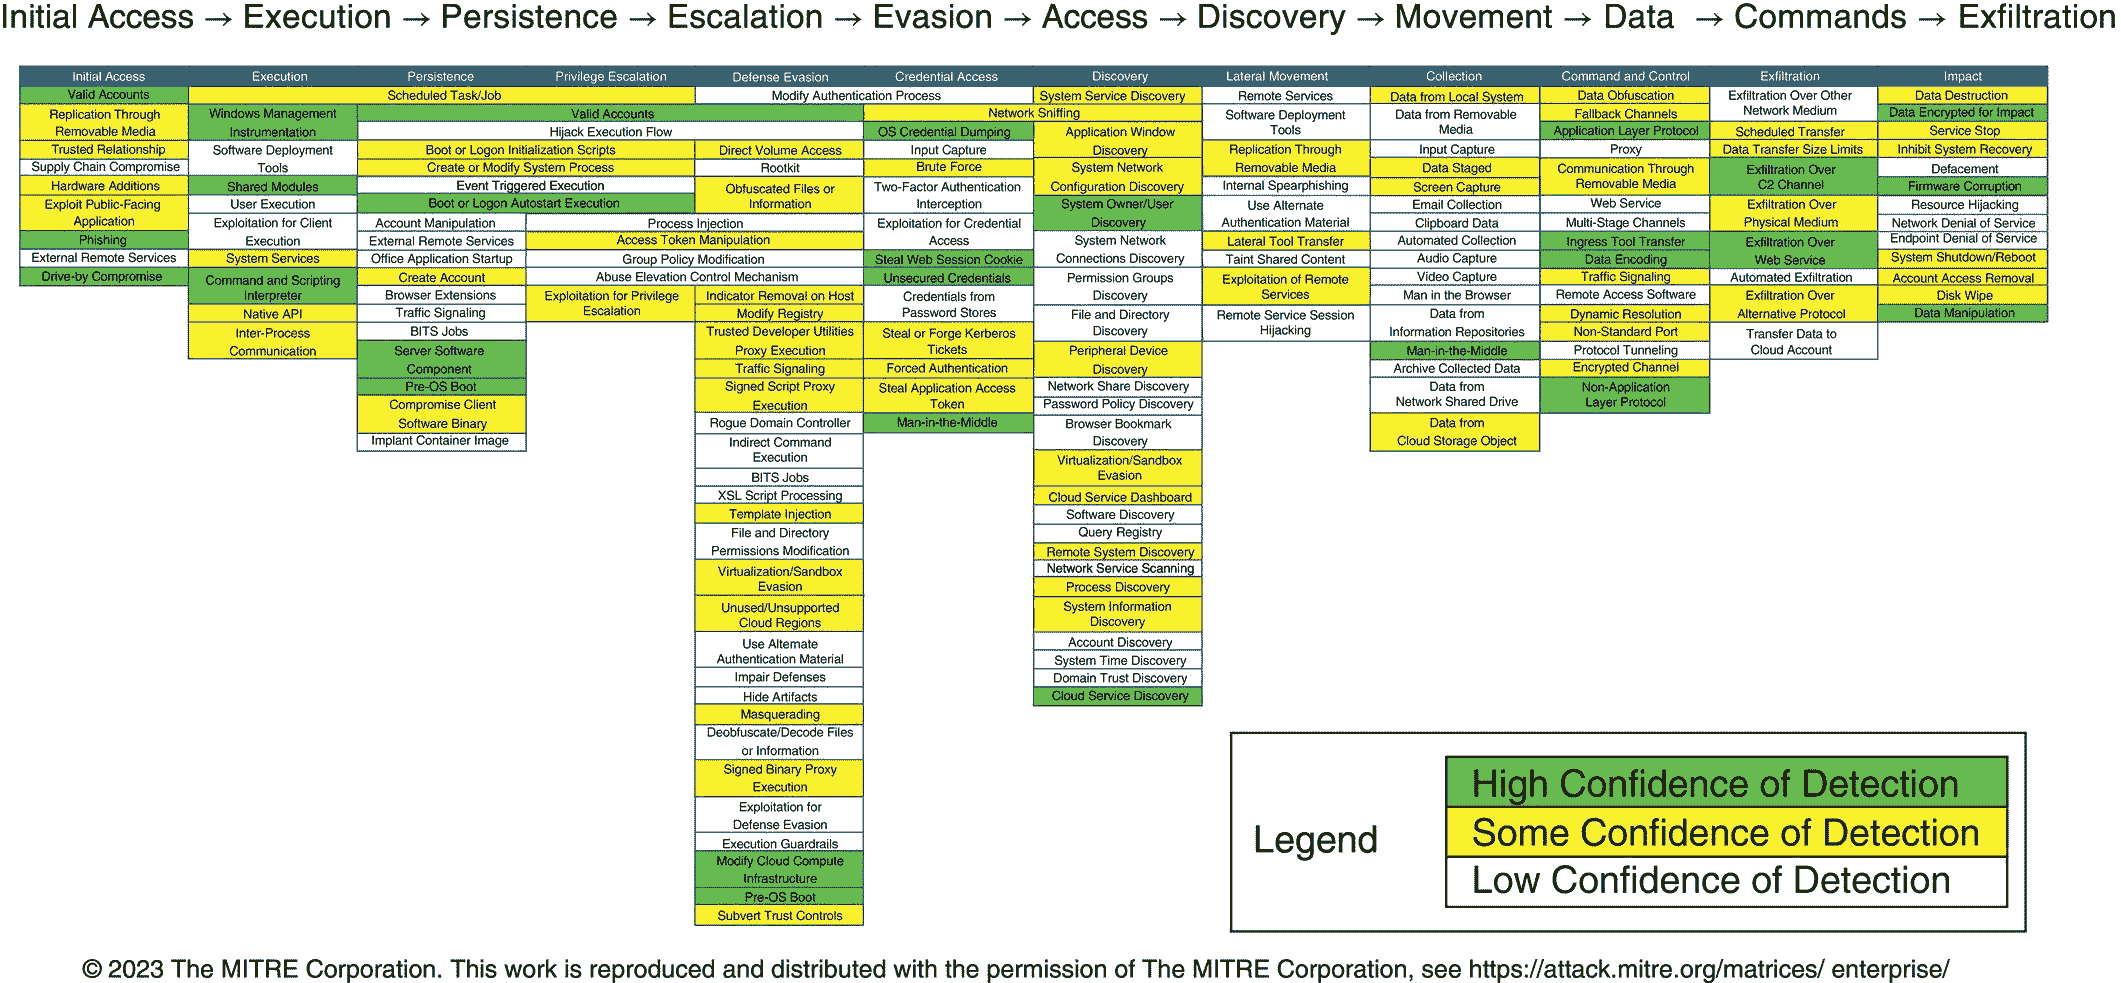 Initial Access → Execution → Persistence → Escalation → Evasion → Access → Discovery → Movement → Data → Commands → Exfiltration
Initial Access
Valid Accounts
Replication Through
Removable Media
Trusted Relationship
Supply Chain Compromise
Hardware Additions
Exploit Public-Facing
Application
Phishing
External Remote Services
Drive-by Compromise
Execution
Scheduled Task/Job
Windows Management
Instrumentation
Software Deployment
Tools
Shared Modules
User Execution
Exploitation for Client
Execution
System Services
Command and Scripting
Interpreter
Native API
Inter-Process
Communication
Persistence
Valid Accounts
Hijack Execution Flow
Boot or Logon Initialization Scripts
Create or Modify System Process
Event Triggered Execution
Boot or Logon Autostart Execution
Account Manipulation
External Remote Services
Office Application Startup
Create Account
Browser Extensions
Traffic Signaling
BITS Jobs
Server Software
Component
Pre-OS Boot
Compromise Client
Software Binary
Implant Container Image
Privilege Escalation
Process Injection
Access Token Manipulation
Group Policy Modification
Abuse Elevation Control Mechanism
Exploitation for Privilege
Escalation
Defense Evasion
Modify Authentication Process
Direct Volume Access
Rootkit
Obfuscated Files or
Information
Indicator Removal on Host
Modify Registry
Trusted Developer Utilities
Proxy Execution
Traffic Signaling
Signed Script Proxy
Execution
Rogue Domain Controller
Indirect Command
Execution
BITS Jobs
XSL Script Processing
Template Injection
File and Directory
Permissions Modification
Virtualization/Sandbox
Evasion
Unused/Unsupported
Cloud Regions
Use Alternate
Authentication Material
Impair Defenses
Hide Artifacts
Masquerading
Deobfuscate/Decode Files
or Information
Signed Binary Proxy
Execution
Exploitation for
Defense Evasion
Execution Guardrails
Modify Cloud Compute
Infrastructure
Pre-OS Boot
Subvert Trust Controls
Credential Access
Network Sniffing
OS Credential Dumping
Input Capture
Brute Force
Two-Factor Authentication
Interception
Exploitation for Credential
Access
Steal Web Session Cookie
Unsecured Credentials
Credentials from
Password Stores
Steal or Forge Kerberos
Tickets
Forced Authentication
Steal Application Access
Token
Man-in-the-Middle
Discovery
System Service Discovery
Application Window
Discovery
System Network
Configuration Discovery
System Owner/User
Discovery
System Network
Connections Discovery
Permission Groups
Discovery
File and Directory
Discovery
Peripheral Device
Discovery
Network Share Discovery
Password Policy Discovery
Browser Bookmark
Discovery
Virtualization/Sandbox
Evasion
Cloud Service Dashboard
Software Discovery
Query Registry
Remote System Discovery
Network Service Scanning
Process Discovery
System Information
Discovery
Account Discovery
System Time Discovery
Domain Trust Discovery
Cloud Service Discovery
Lateral Movement
Remote Services
Software Deployment
Tools
Replication Through
Removable Media
Internal Spearphishing
Use Alternate
Authentication Material
Lateral Tool Transfer
Taint Shared Content
Exploitation of Remote
Services
Remote Service Session
Hijacking
Collection
Data from Local System
Data from Removable
Media
Input Capture
Data Staged
Screen Capture
Email Collection
Clipboard Data
Automated Collection
Audio Capture
Video Capture
Man in the Browser
Data from
Information Repositories
Man-in-the-Middle
Archive Collected Data
Data from
Network Shared Drive
Data from
Cloud Storage Object
Command and Control
Data Obfuscation
Fallback Channels
Application Layer Protocol
Proxy
Communication Through
Removable Media
Web Service
Multi-Stage Channels
Ingress Tool Transfer
Data Encoding
Traffic Signaling
Remote Access Software
Dynamic Resolution
Non-Standard Port
Protocol Tunneling
Encrypted Channel
Non-Application
Layer Protocol
Exfiltration
Exfiltration Over Other
Network Medium
Scheduled Transfer
Data Transfer Size Limits
Exfiltration Over
C2 Channel
Exfiltration Over
Physical Medium
Exfiltration Over
Web Service
Automated Exfiltration
Exfiltration Over
Alternative Protocol
Transfer Data to
Cloud Account
Impact
Data Destruction
Data Encrypted for Impact
Service Stop
Inhibit System Recovery
Defacement
Firmware Corruption
Resource Hijacking
Network Denial of Service
Endpoint Denial of Service
System Shutdown/Reboot
Account Access Removal
Disk Wipe
Data Manipulation
Legend
High Confidence of Detection
Some Confidence of Detection
Low Confidence of Detection
© 2023 The MITRE Corporation. This work is reproduced and distributed with the permission of The MITRE Corporation, see https://attack.mitre.org/matrices/ enterprise/